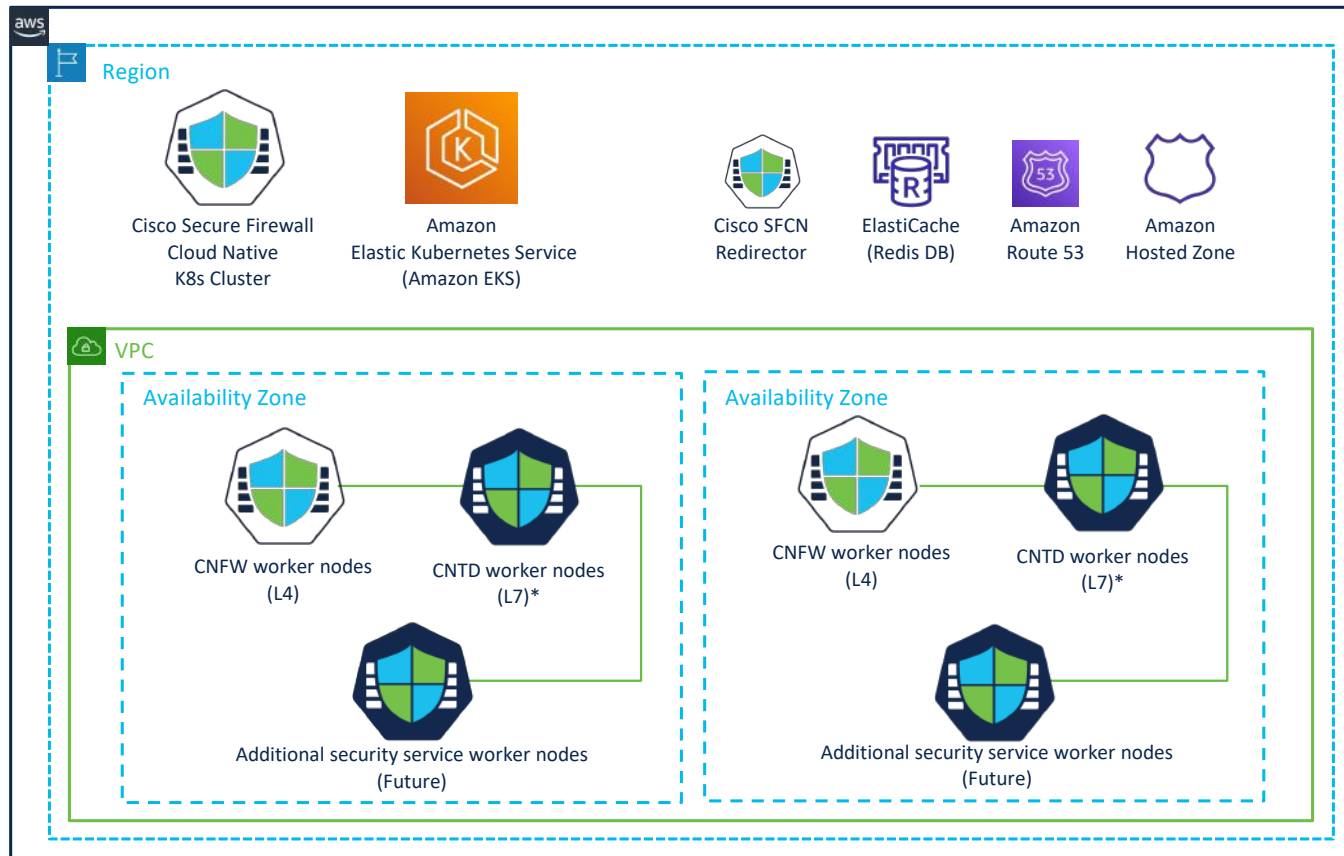 aws
Region
Cisco Secure Firewall
Cloud Native
K8s Cluster
K
Amazon
Elastic Kubernetes Service
(Amazon EKS)
Cisco SFCN
Redirector
R
ElastiCache
(Redis DB)
53
Amazon
Route 53
Amazon
Hosted Zone
VPC
Availability Zone
CNFW worker nodes
(L4)
CNTD worker nodes
(L7)*
Additional security service worker nodes
(Future)
Availability Zone
CNFW worker nodes
(L4)
CNTD worker nodes
(L7)*
Additional security service worker nodes
(Future)